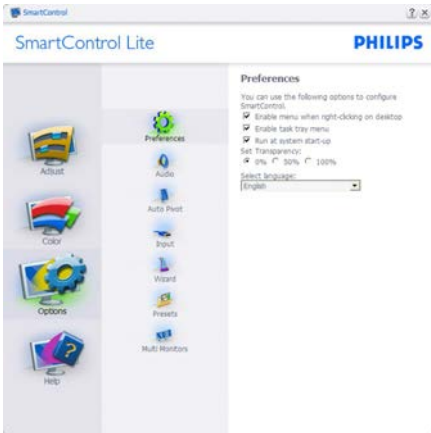 SmartControl
SmartControl Lite
PHILIPS
Adjust
Color
Options
Help
Preferences
Audio
Auto Pivot
Input
Wizard
Presets
Multi Monitors
Preferences
You can use the following options to configure
SmartControl.
Enable menu when right-clicking on desktop
Enable task tray menu
Run at system start-up
Set Transparency:
0% 50% 100%
Select language:
English